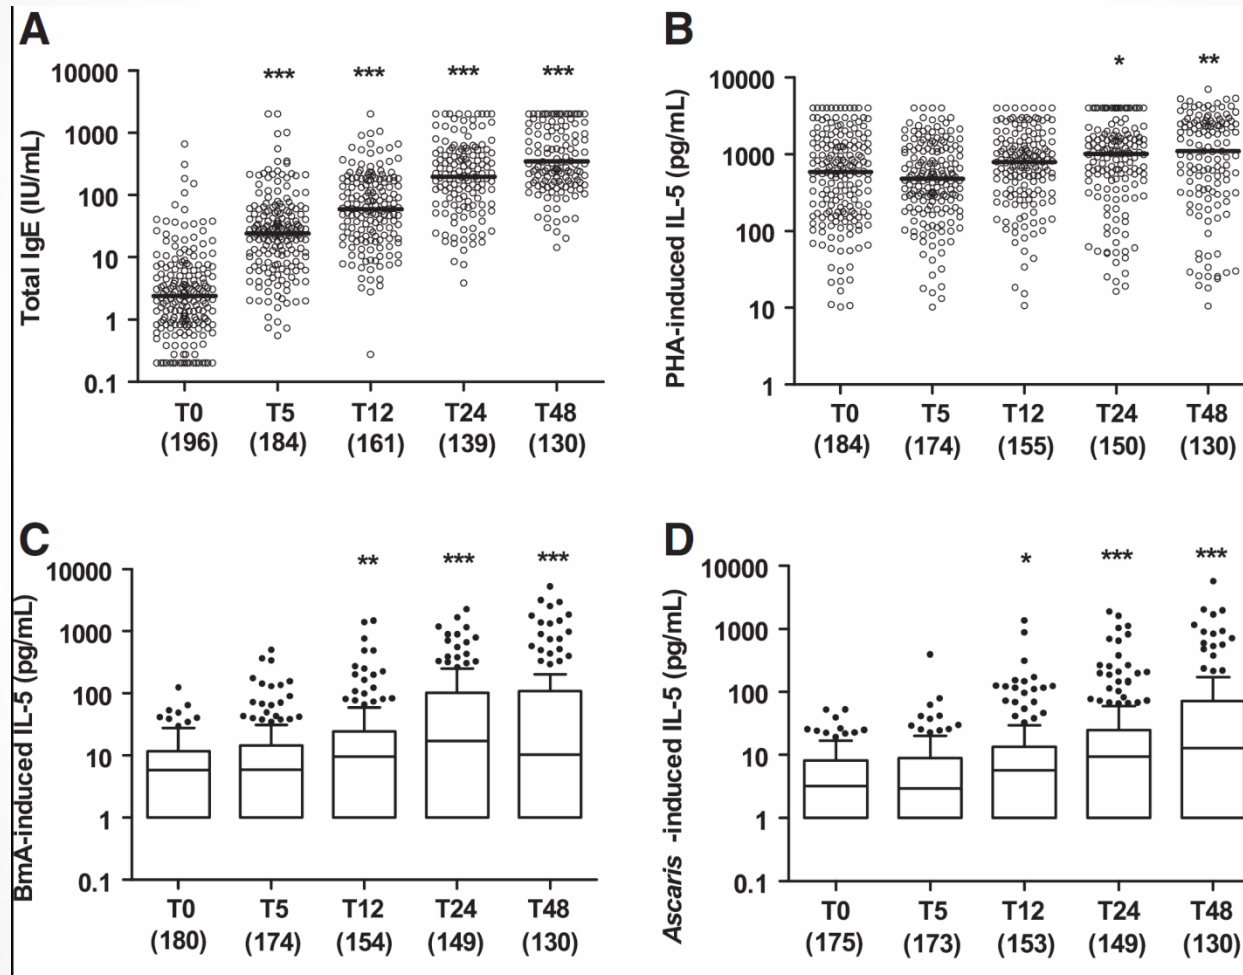 A
Total IgE (IU/mL)
*** *** *** ***
10000
1000
100
10
1
0.1
T0 T5 T12 T24 T48
(196) (184) (161) (139) (130)
B
PHA-induced IL-5 (pg/mL)
* **
10000
1000
100
10
1
T0 T5 T12 T24 T48
(184) (174) (155) (150) (130)
C
BmA-induced IL-5 (pg/mL)
** *** ***
10000
1000
100
10
1
0.1
T0 T5 T12 T24 T48
(180) (174) (154) (149) (130)
D
Ascaris -induced IL-5 (pg/mL)
* *** ***
10000
1000
100
10
1
0.1
T0 T5 T12 T24 T48
(175) (173) (153) (149) (130)